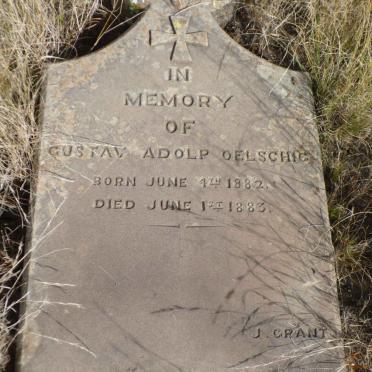 IN
MEMORY
OF
GUSTAV ADOLP OELSCHIG
BORN JUNE 4TH 1882.
DIED JUNE 1ST 1883.
J. GRANT